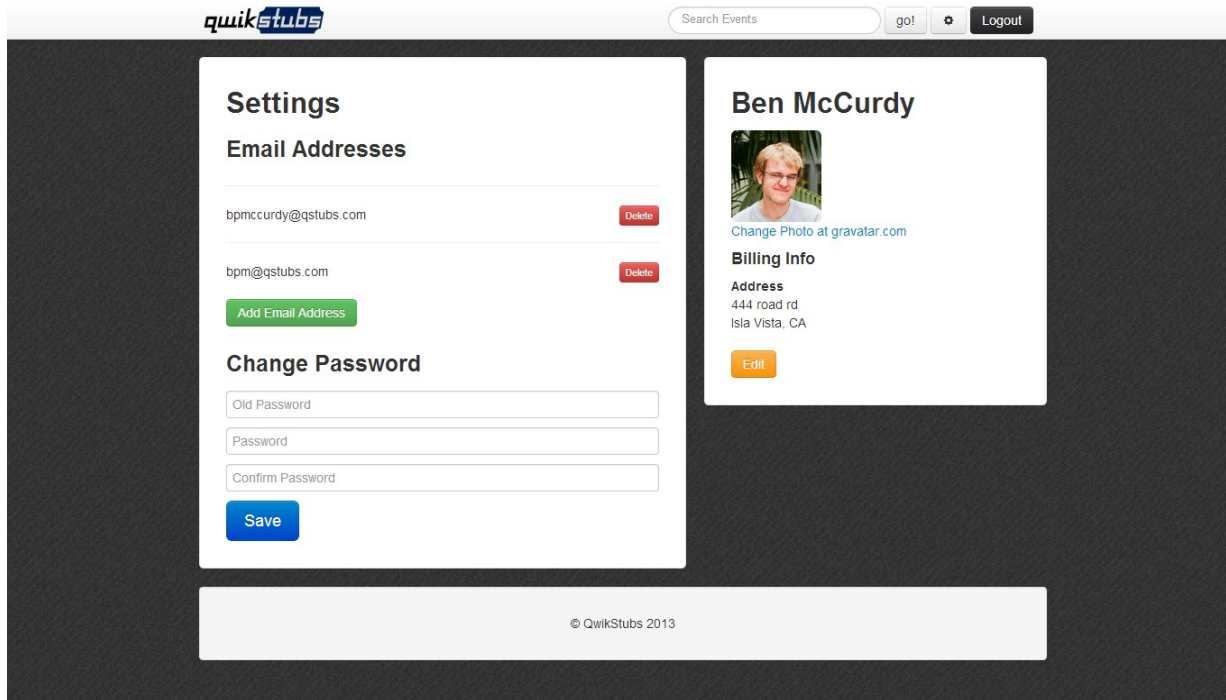 qwikstubs
Search Events
go!
Logout
Settings
Email Addresses
bpmccurdy@qstubs.com
Delete
bpm@qstubs.com
Delete
Add Email Address
Change Password
Old Password
Password
Confirm Password
Save
Ben McCurdy
Change Photo at gravatar.com
Billing Info
Address
444 road rd
Isla Vista, CA
Edit
© QwikStubs 2013